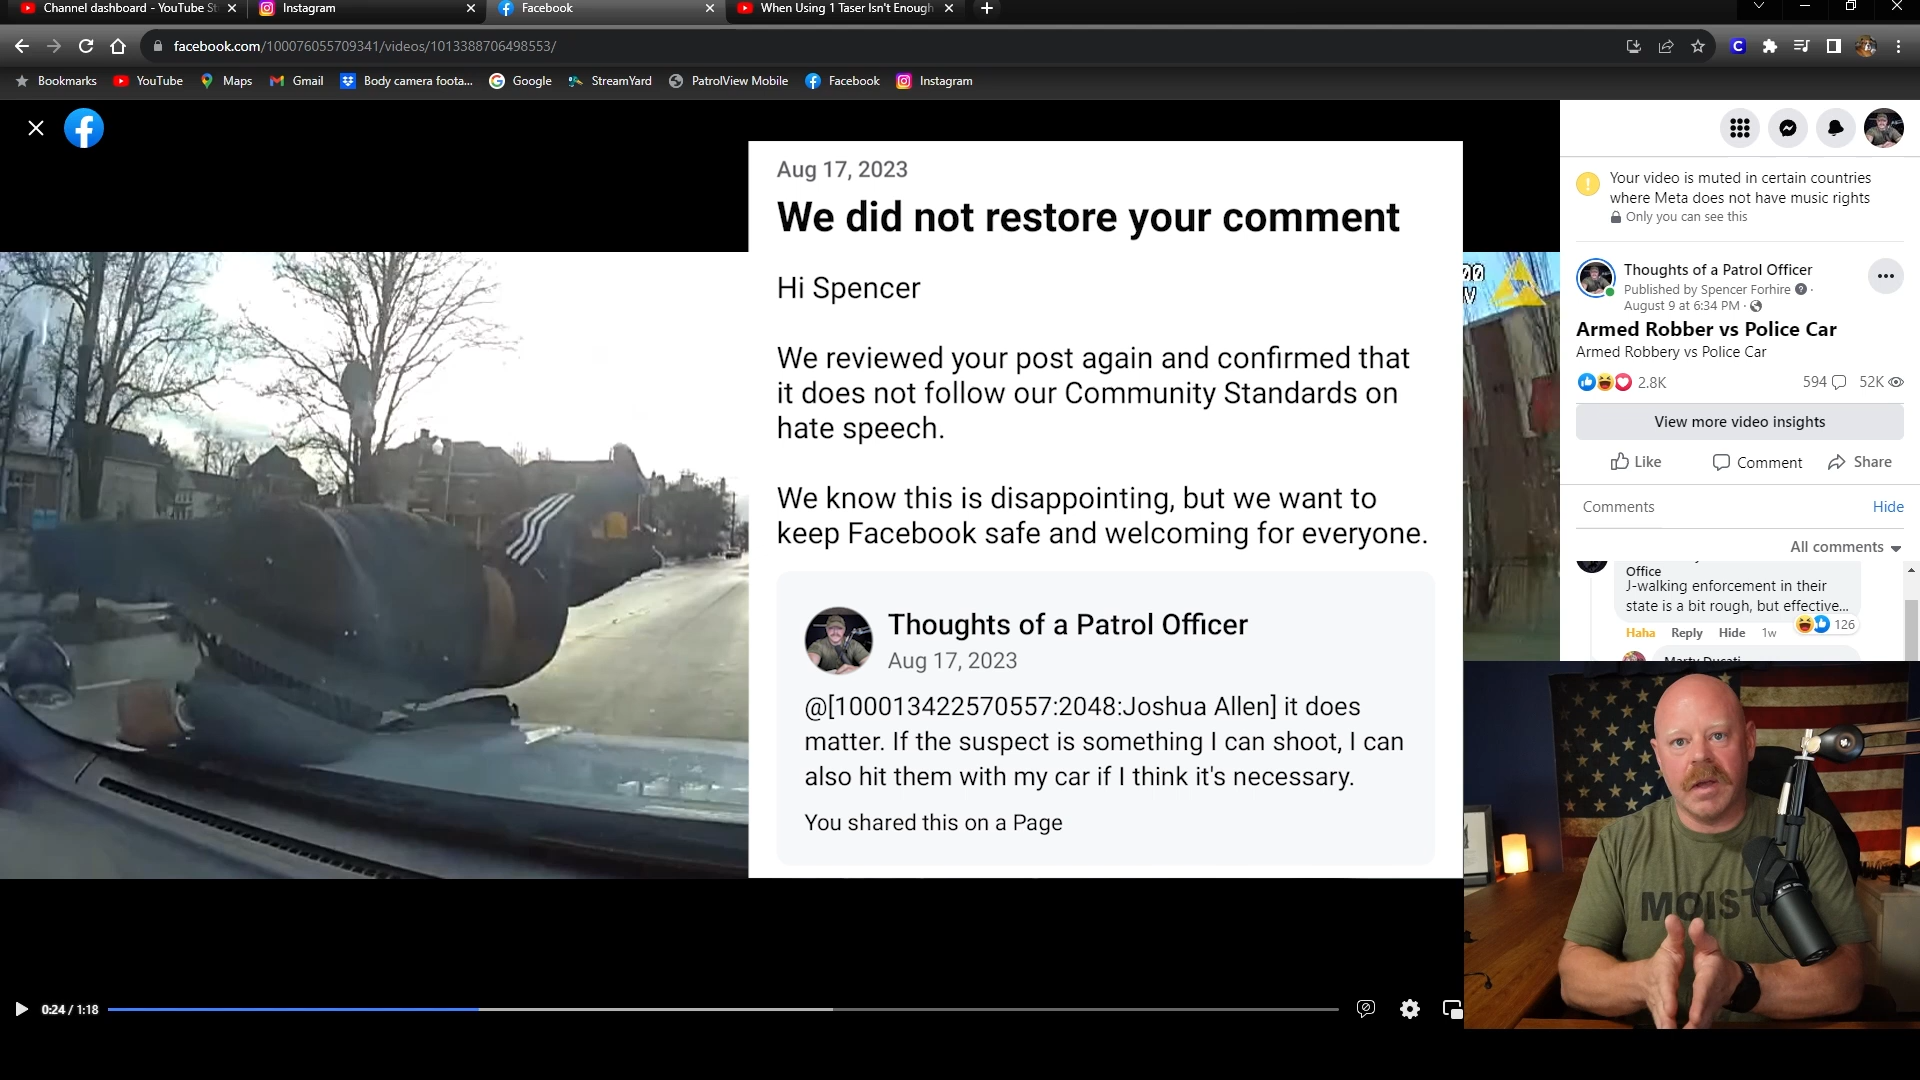 Channel dashboard - YouTube St
Instagram
Facebook
When Using 1 Taser Isn't Enough
facebook.com/100076055709341/videos/1013388706498553/
Bookmarks
YouTube
Maps
Gmail
Body camera foota...
Google
StreamYard
PatrolView Mobile
Facebook
Instagram
Aug 17, 2023
We did not restore your comment
Hi Spencer
We reviewed your post again and confirmed that
it does not follow our Community Standards on
hate speech.
We know this is disappointing, but we want to
keep Facebook safe and welcoming for everyone.
Thoughts of a Patrol Officer
Aug 17, 2023
@[100013422570557:2048:Joshua Allen] it does
matter. If the suspect is something I can shoot, I can
also hit them with my car if I think it's necessary.
You shared this on a Page
Your video is muted in certain countries
where Meta does not have music rights
Only you can see this
Thoughts of a Patrol Officer
Published by Spencer Forhire ·
August 9 at 6:34 PM ·
Armed Robber vs Police Car
Armed Robbery vs Police Car
2.8K
594
52K
View more video insights
Like
Comment
Share
Comments
Hide
All comments
Office
J-walking enforcement in their
state is a bit rough, but effective...
Haha Reply Hide 1w
126
Marty Ducati
MOIST
0:24 / 1:18